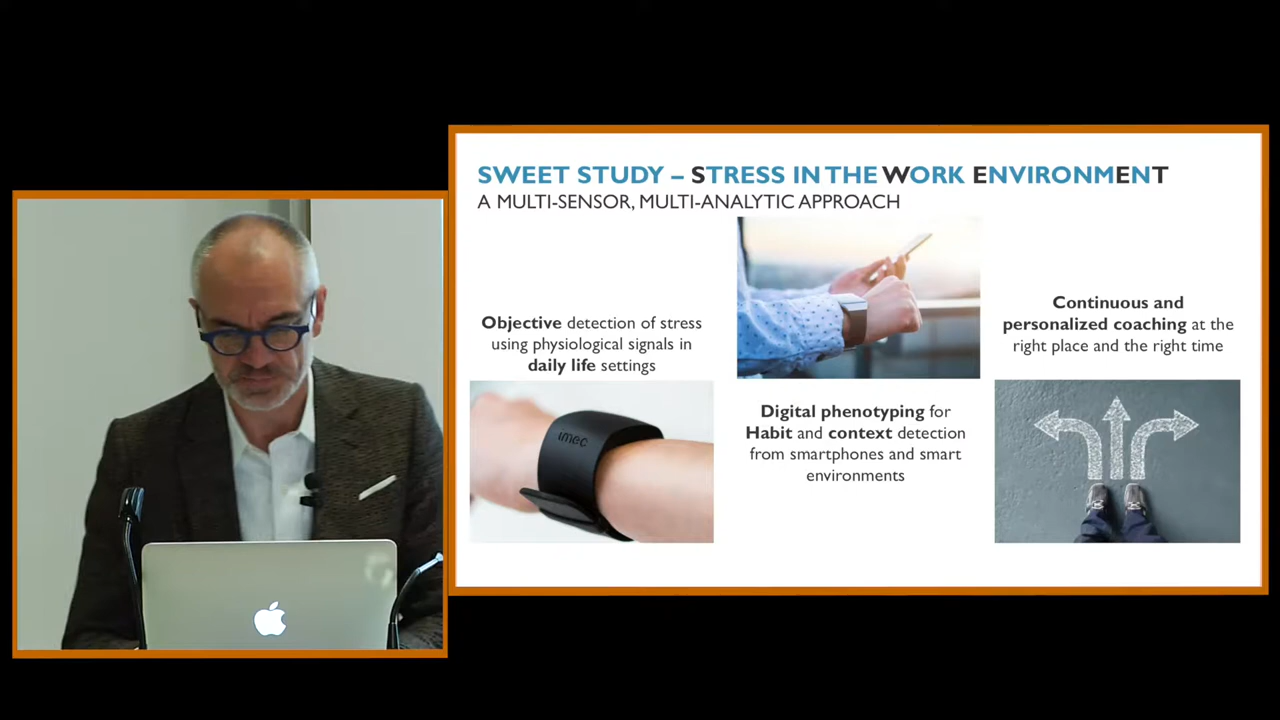 SWEET STUDY – STRESS IN THE WORK ENVIRONMENT
A MULTI-SENSOR, MULTI-ANALYTIC APPROACH
Objective detection of stress
using physiological signals in
daily life settings
imec
Digital phenotyping for
Habit and context detection
from smartphones and smart
environments
Continuous and
personalized coaching at the
right place and the right time